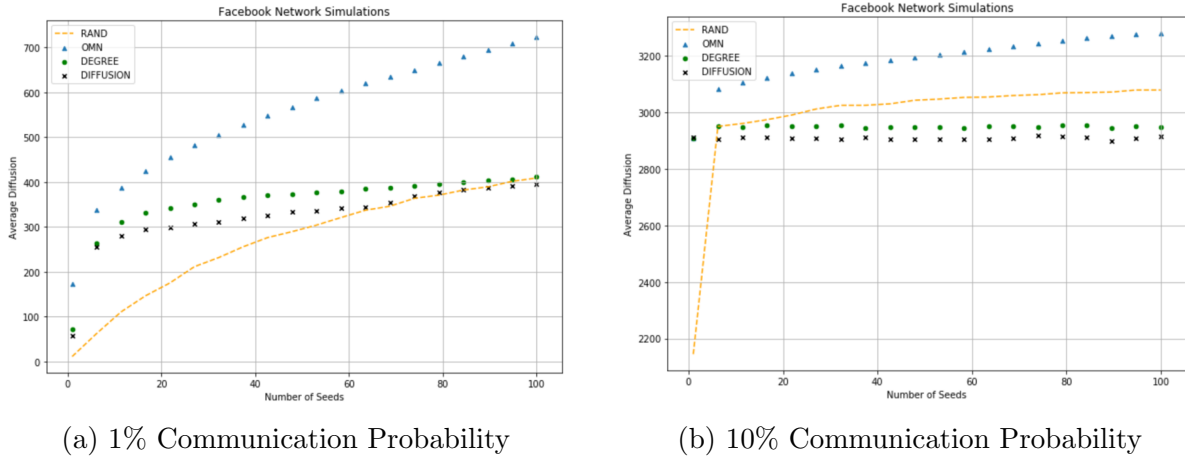 Facebook Network Simulations
RAND
OMN
DEGREE
DIFFUSION
700
600
500
400
300
200
100
0
Average Diffusion
0
20
40
60
80
100
Number of Seeds
(a) 1% Communication Probability
Facebook Network Simulations
RAND
OMN
DEGREE
DIFFUSION
3200
3000
2800
2600
2400
2200
Average Diffusion
0
20
40
60
80
100
Number of Seeds
(b) 10% Communication Probability